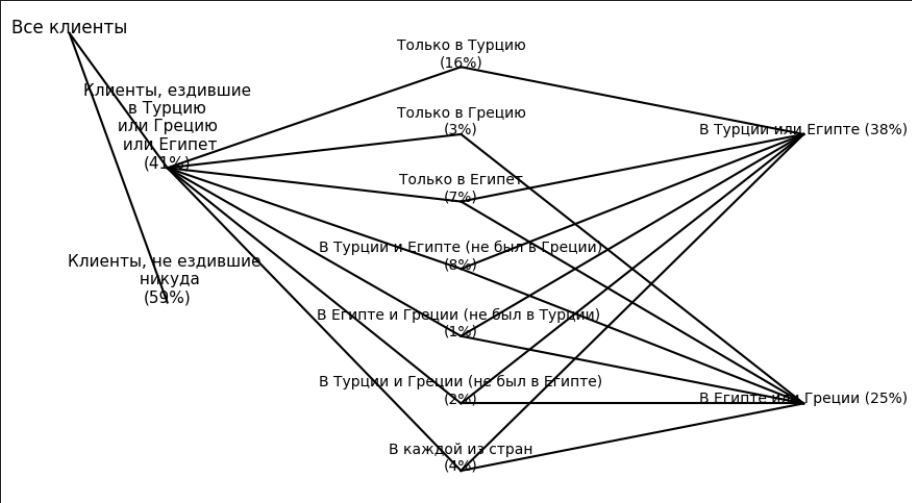 Все клиенты
Клиенты, ездившие
в Турцию
или Грецию
или Египет
(41%)
Клиенты, не ездившие
никуда
(59%)
Только в Турцию
(16%)
Только в Грецию
(3%)
Только в Египет
(7%)
В Турции и Египте (не был в Греции)
(8%)
В Египте и Греции (не был в Турции)
(1%)
В Турции и Греции (не был в Египте)
(2%)
В каждой из стран
(4%)
В Турции или Египте (38%)
В Египте или Греции (25%)